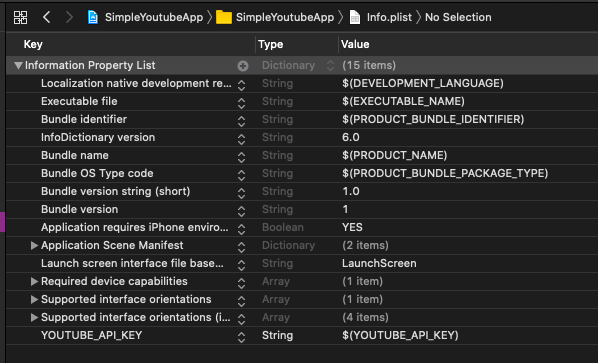 SimpleYoutubeApp SimpleYoutubeApp Info.plist No Selection
Key Type Value
Information Property List Dictionary (15 items)
Localization native development re... String $(DEVELOPMENT_LANGUAGE)
Executable file String $(EXECUTABLE_NAME)
Bundle identifier String $(PRODUCT_BUNDLE_IDENTIFIER)
InfoDictionary version String 6.0
Bundle name String $(PRODUCT_NAME)
Bundle OS Type code String $(PRODUCT_BUNDLE_PACKAGE_TYPE)
Bundle version string (short) String 1.0
Bundle version String 1
Application requires iPhone enviro... Boolean YES
Application Scene Manifest Dictionary (2 items)
Launch screen interface file base... String LaunchScreen
Required device capabilities Array (1 item)
Supported interface orientations Array (1 item)
Supported interface orientations (i... Array (4 items)
YOUTUBE_API_KEY String $(YOUTUBE_API_KEY)